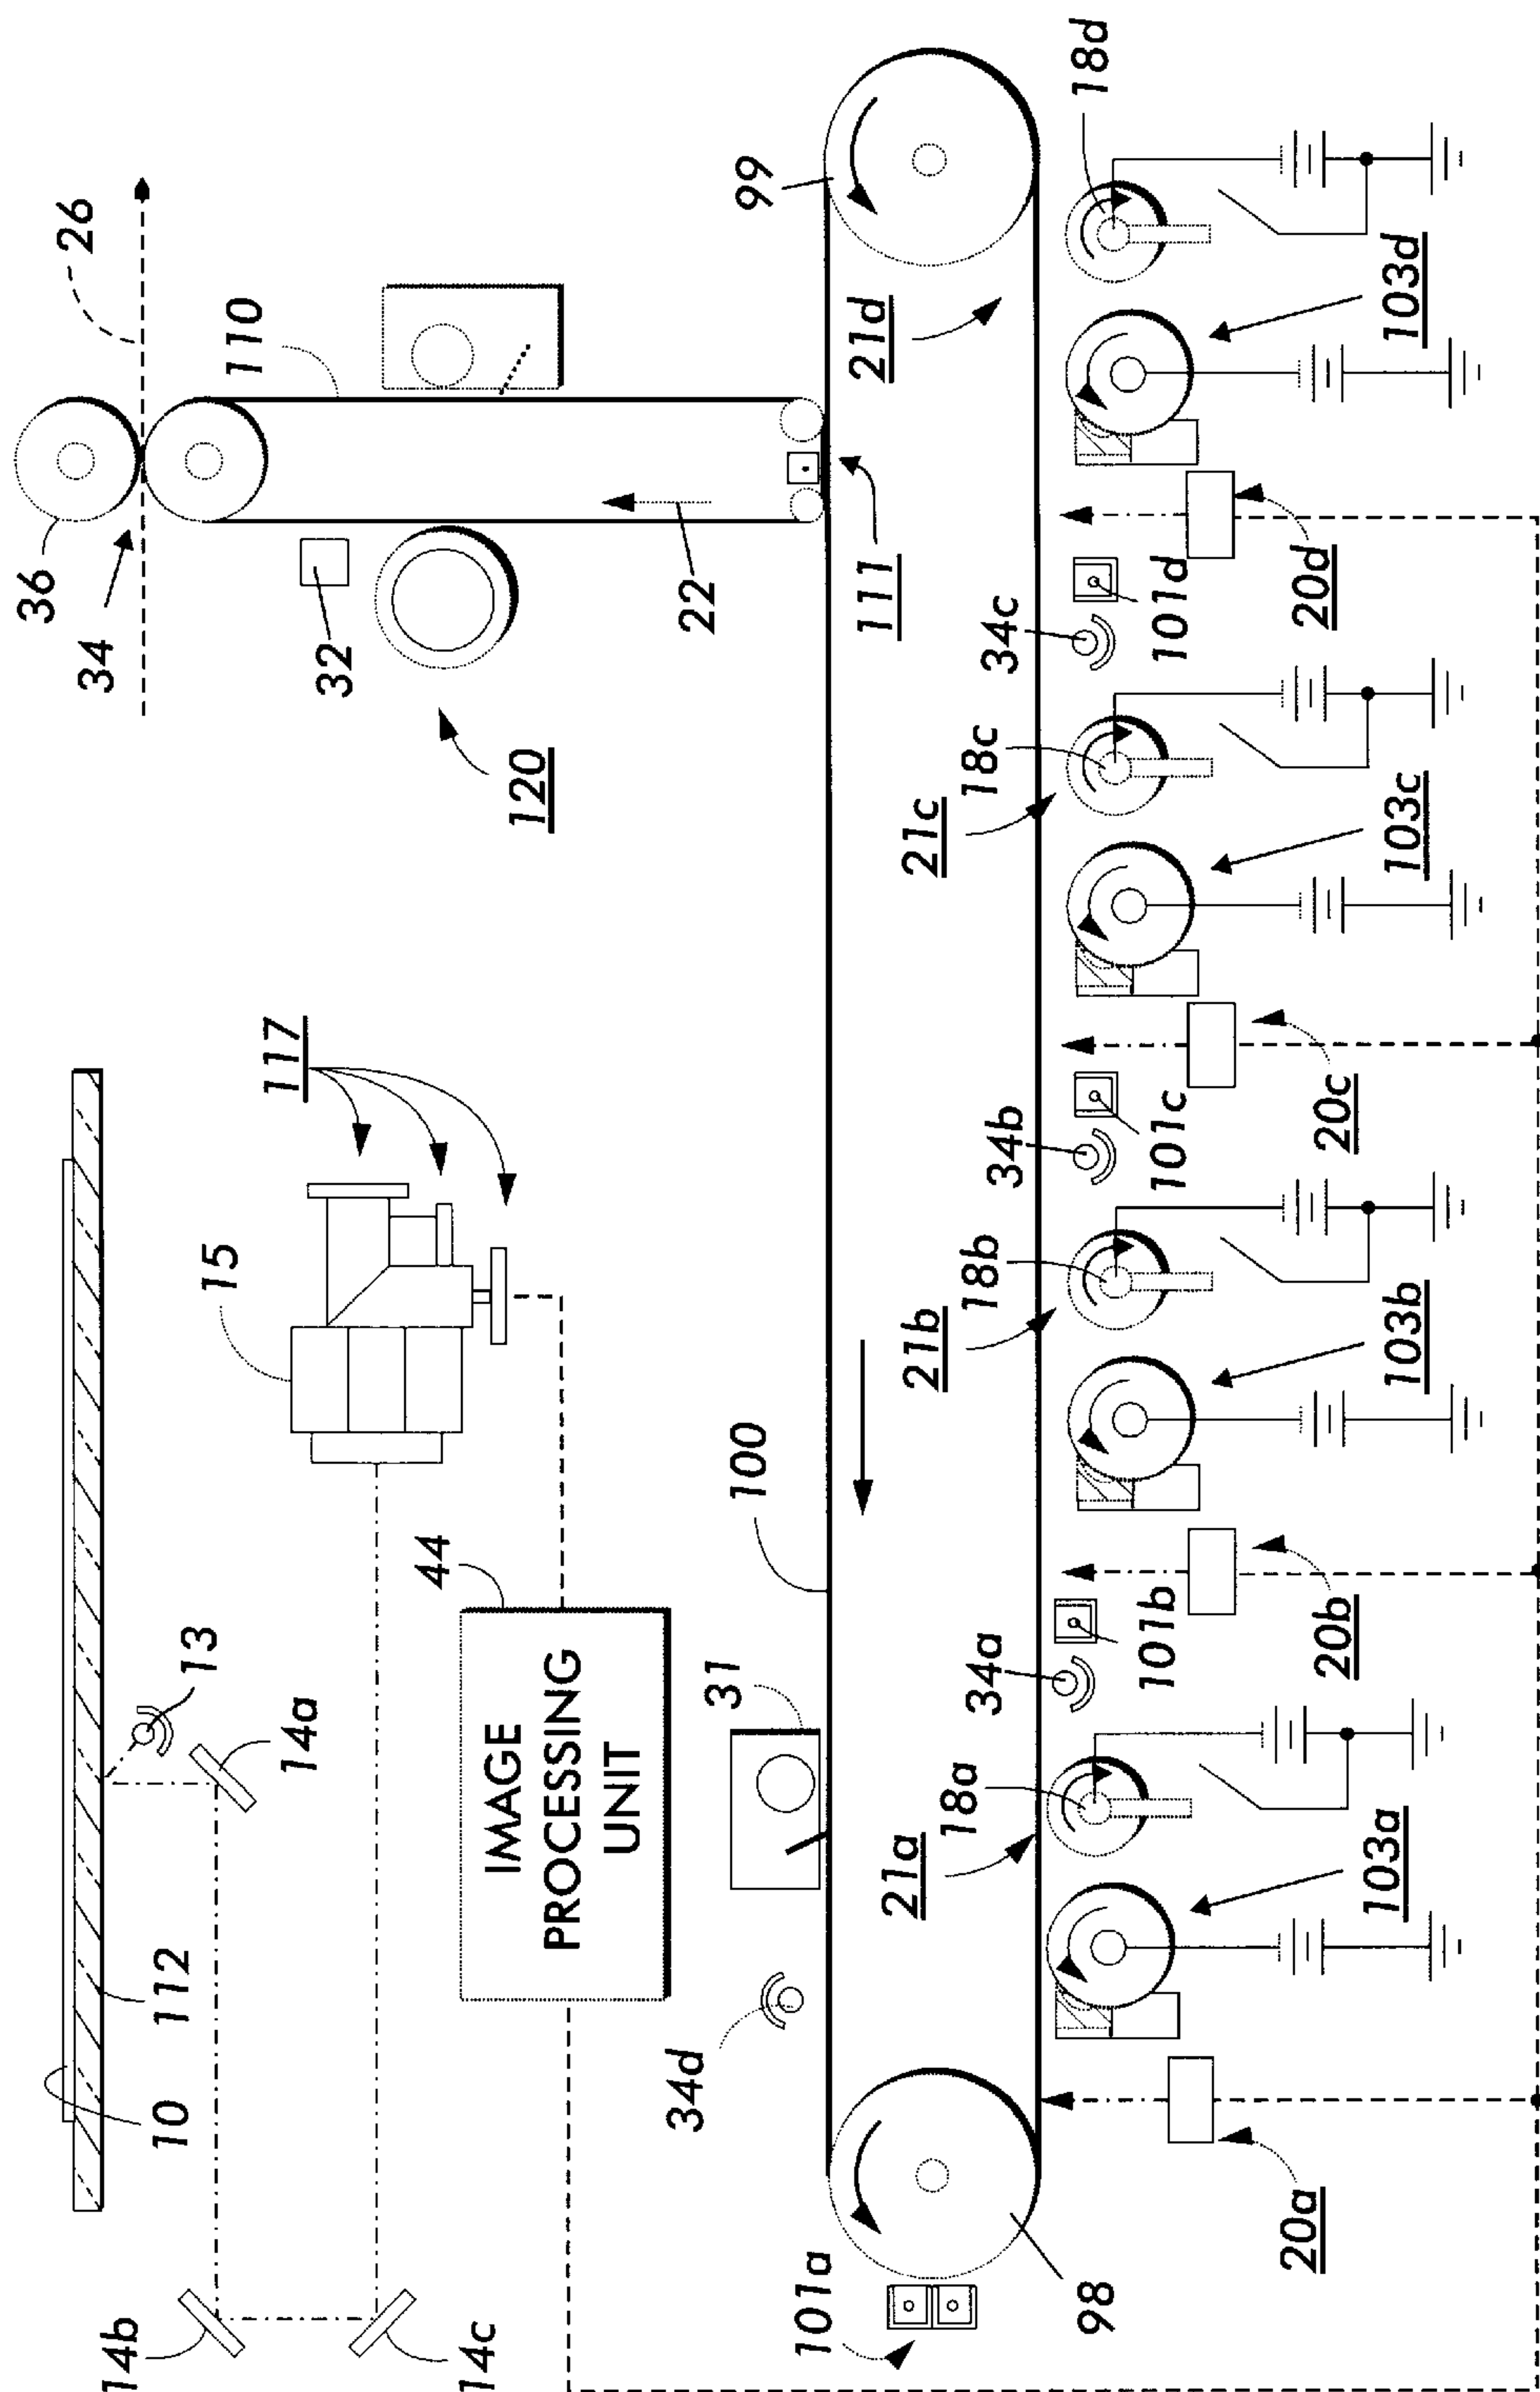 10
112
13
14a
14b
14c
15
117
44
IMAGE
PROCESSING
UNIT
36
34
26
110
32
120
22
111
99
100
31
34d
101a
98
21a
18a
34a
101b
21b
18b
34b
101c
21c
18c
34c
101d
21d
18d
20a
103a
20b
103b
20c
103c
20d
103d